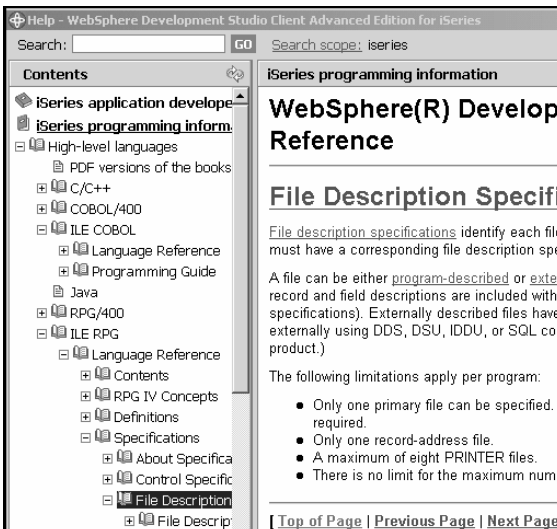 Help - WebSphere Development Studio Client Advanced Edition for iSeries
Search: GO Search scope: iseries
Contents
iSeries application develope
iSeries programming inform
High-level languages
PDF versions of the books
C/C++
COBOL/400
ILE COBOL
Language Reference
Programming Guide
Java
RPG/400
ILE RPG
Language Reference
Contents
RPG IV Concepts
Definitions
Specifications
About Specifica
Control Specific
File Description
File Descrip
iSeries programming information
WebSphere(R) Develop
Reference
File Description Specifi
File description specifications identify each file
must have a corresponding file description spe
A file can be either program-described or exte
record and field descriptions are included with
specifications). Externally described files have
externally using DDS, DSU, IDDU, or SQL co
product.)
The following limitations apply per program:
Only one primary file can be specified.
required.
Only one record-address file.
A maximum of eight PRINTER files.
There is no limit for the maximum num
[ Top of Page | Previous Page | Next Page